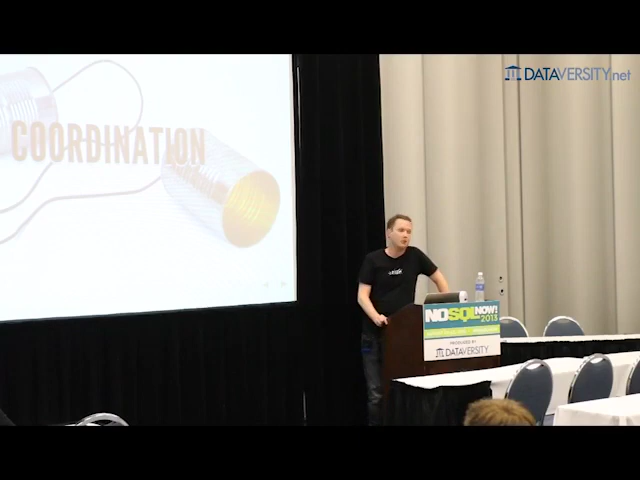 DATAVERSITY.net
COORDINATION
NOSQL NOW!
2013
PRODUCED BY
DATAVERSITY